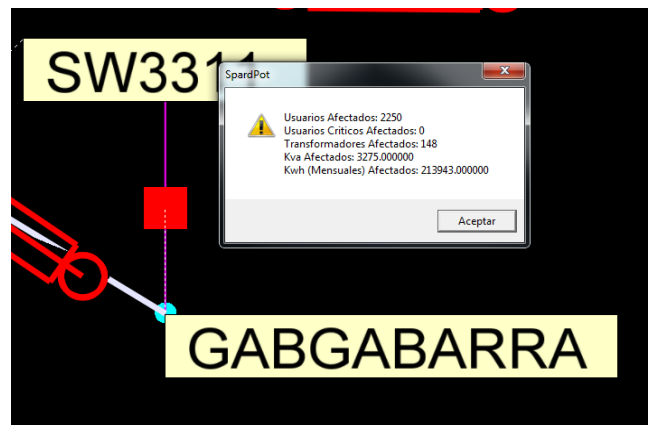 SW3311
SpardPot
Usuarios Afectados: 2250
Usuarios Criticos Afectados: 0
Transformadores Afectados: 148
Kva Afectados: 3275.000000
Kwh (Mensuales) Afectados: 213943.000000
Aceptar
GABGABARRA